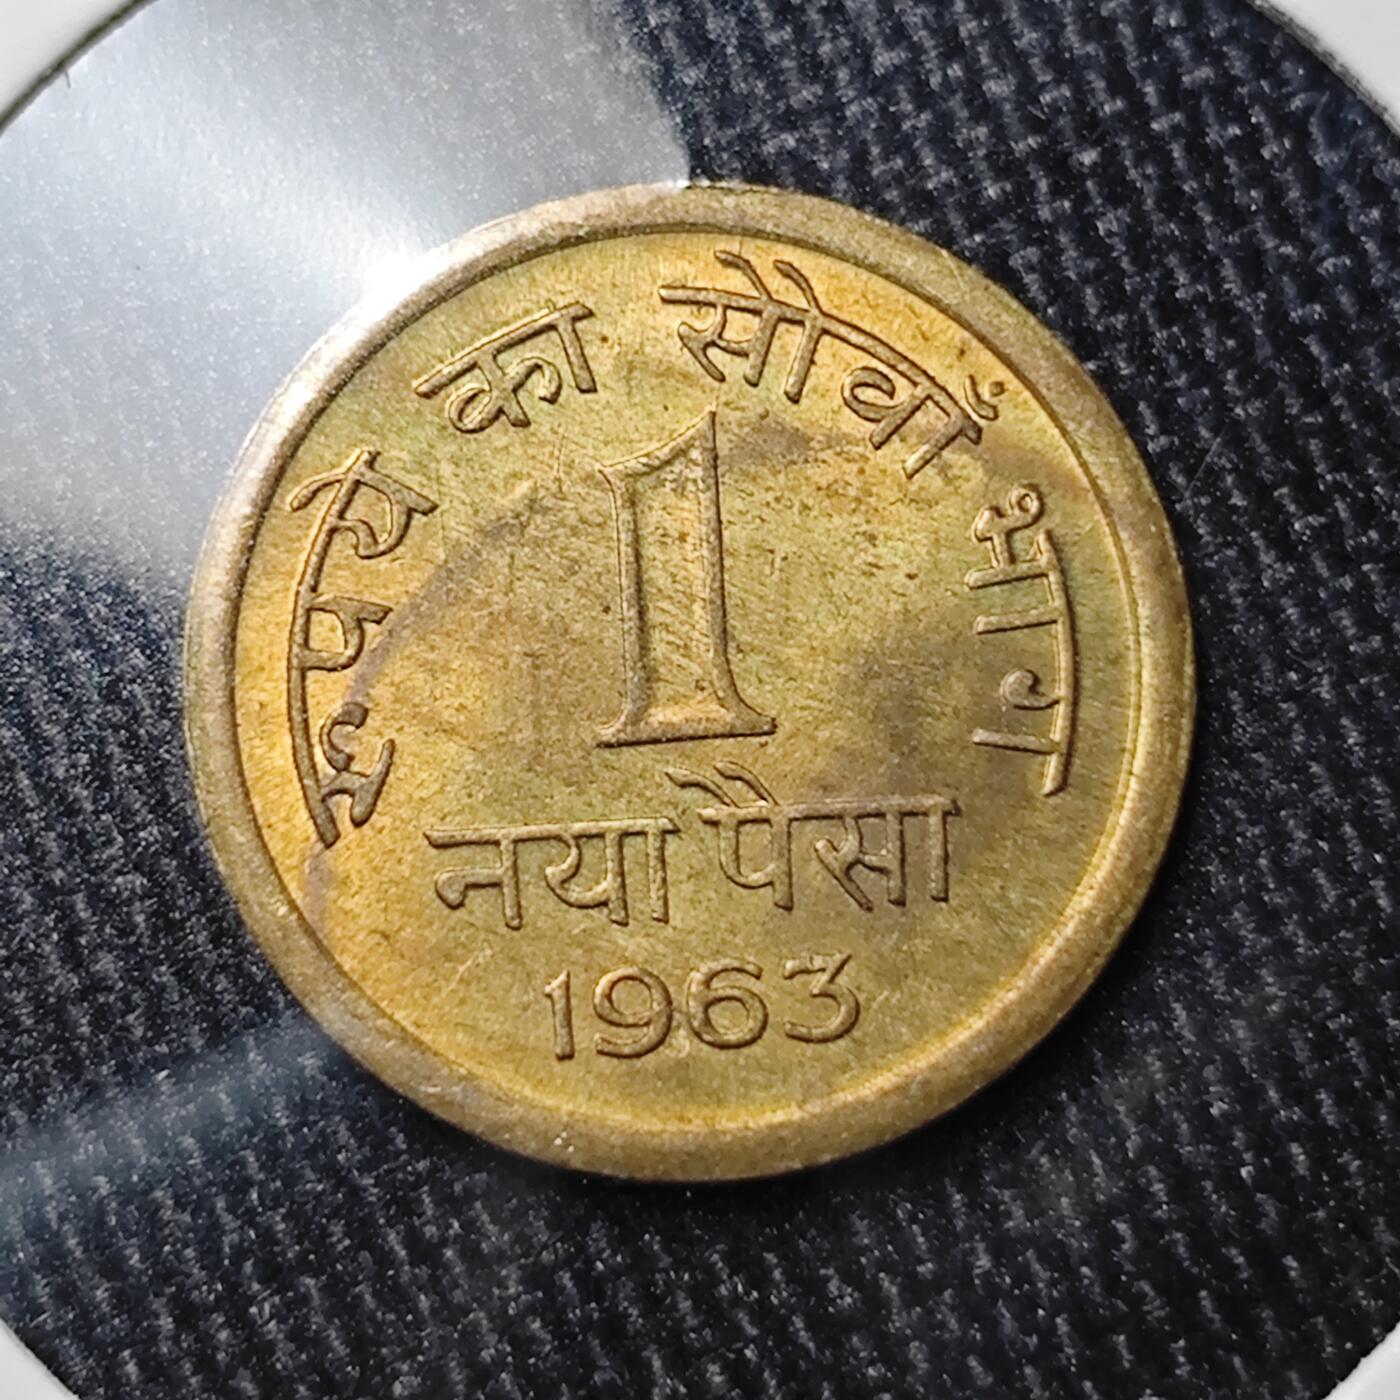 रुपये का सौवाँ भाग
1
नया पैसा
1963